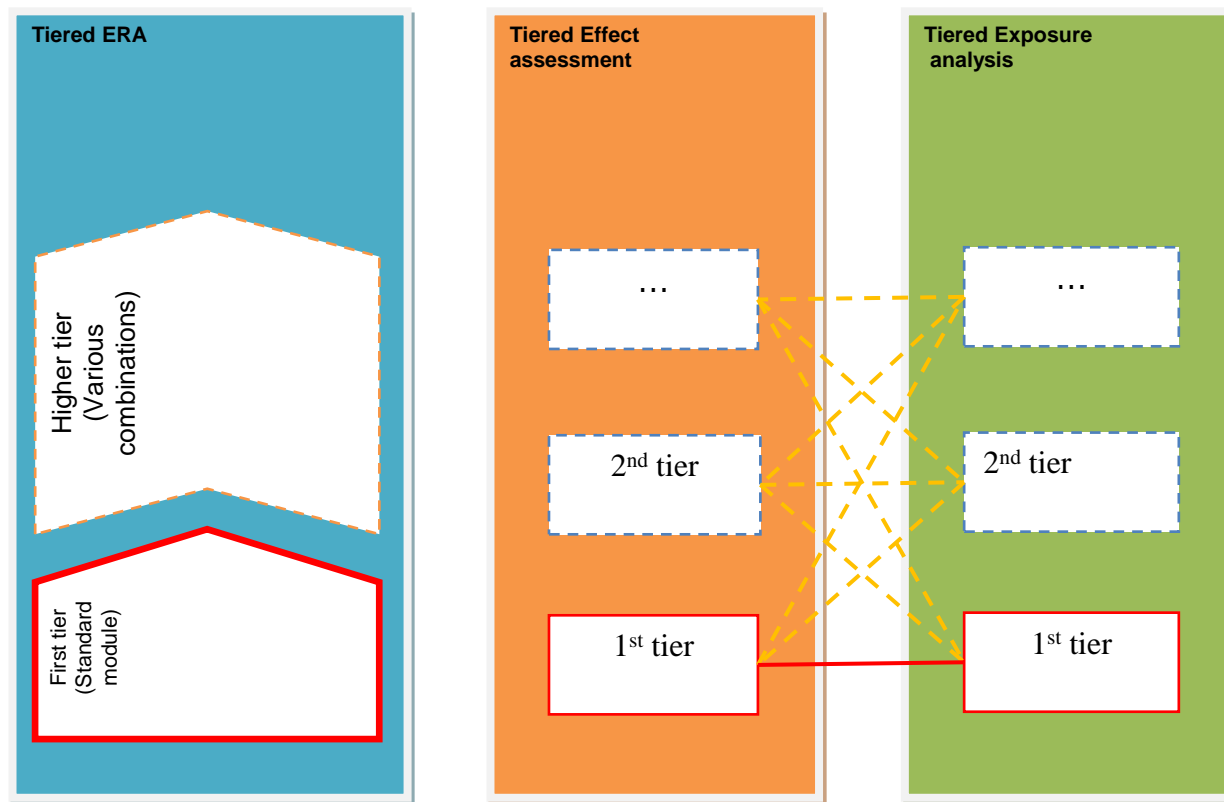 Tiered ERA
Higher tier
(Various
combinations)
First tier
(Standard
module)
Tiered Effect
assessment
...
2nd tier
1st tier
Tiered Exposure
analysis
...
2nd tier
1st tier